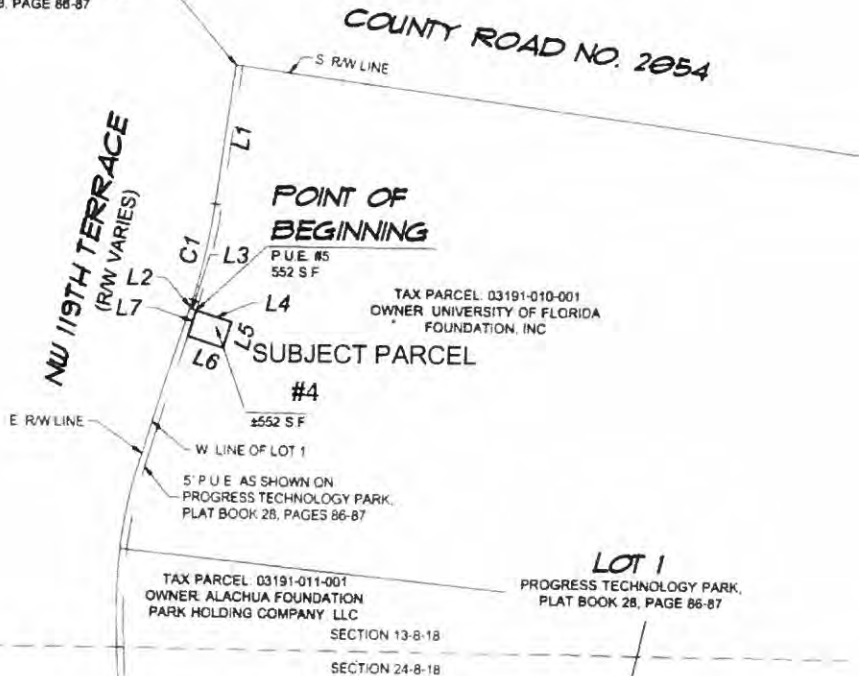 PAGE 86-87
COUNTY ROAD NO. 2054
S R/W LINE
L1
NW 119TH TERRACE
(R/W VARIES)
POINT OF
BEGINNING
P.U.E. #5
552 S.F
C1
L3
L2
L7
L4
L5
L6
TAX PARCEL: 03191-010-001
OWNER UNIVERSITY OF FLORIDA
FOUNDATION, INC
SUBJECT PARCEL
#4
±552 S.F
E R/W LINE
W LINE OF LOT 1
5' P U E AS SHOWN ON
PROGRESS TECHNOLOGY PARK,
PLAT BOOK 28, PAGES 86-87
LOT 1
PROGRESS TECHNOLOGY PARK,
PLAT BOOK 28, PAGE 86-87
TAX PARCEL: 03191-011-001
OWNER: ALACHUA FOUNDATION
PARK HOLDING COMPANY LLC
SECTION 13-8-18
SECTION 24-8-18